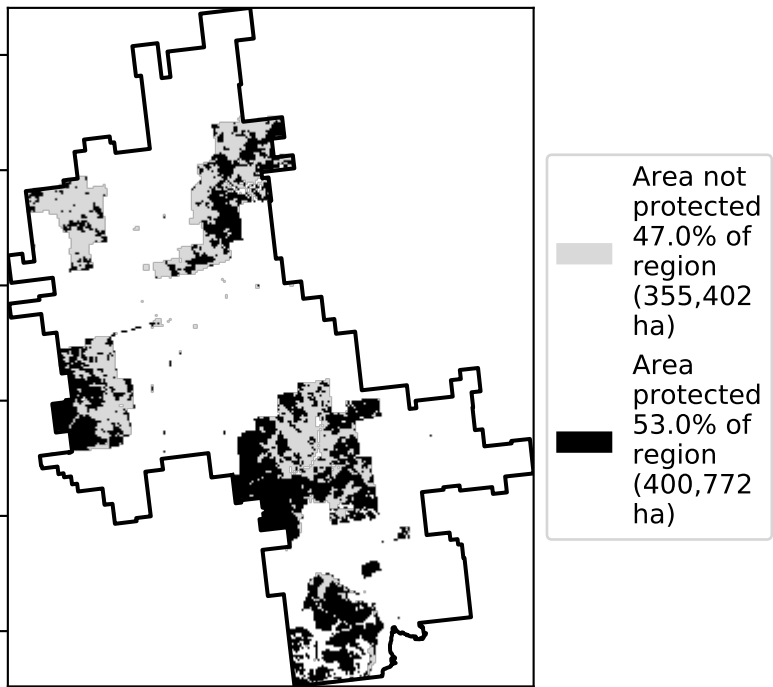 Area not
protected
47.0% of
region
(355,402
ha)
Area
protected
53.0% of
region
(400,772
ha)